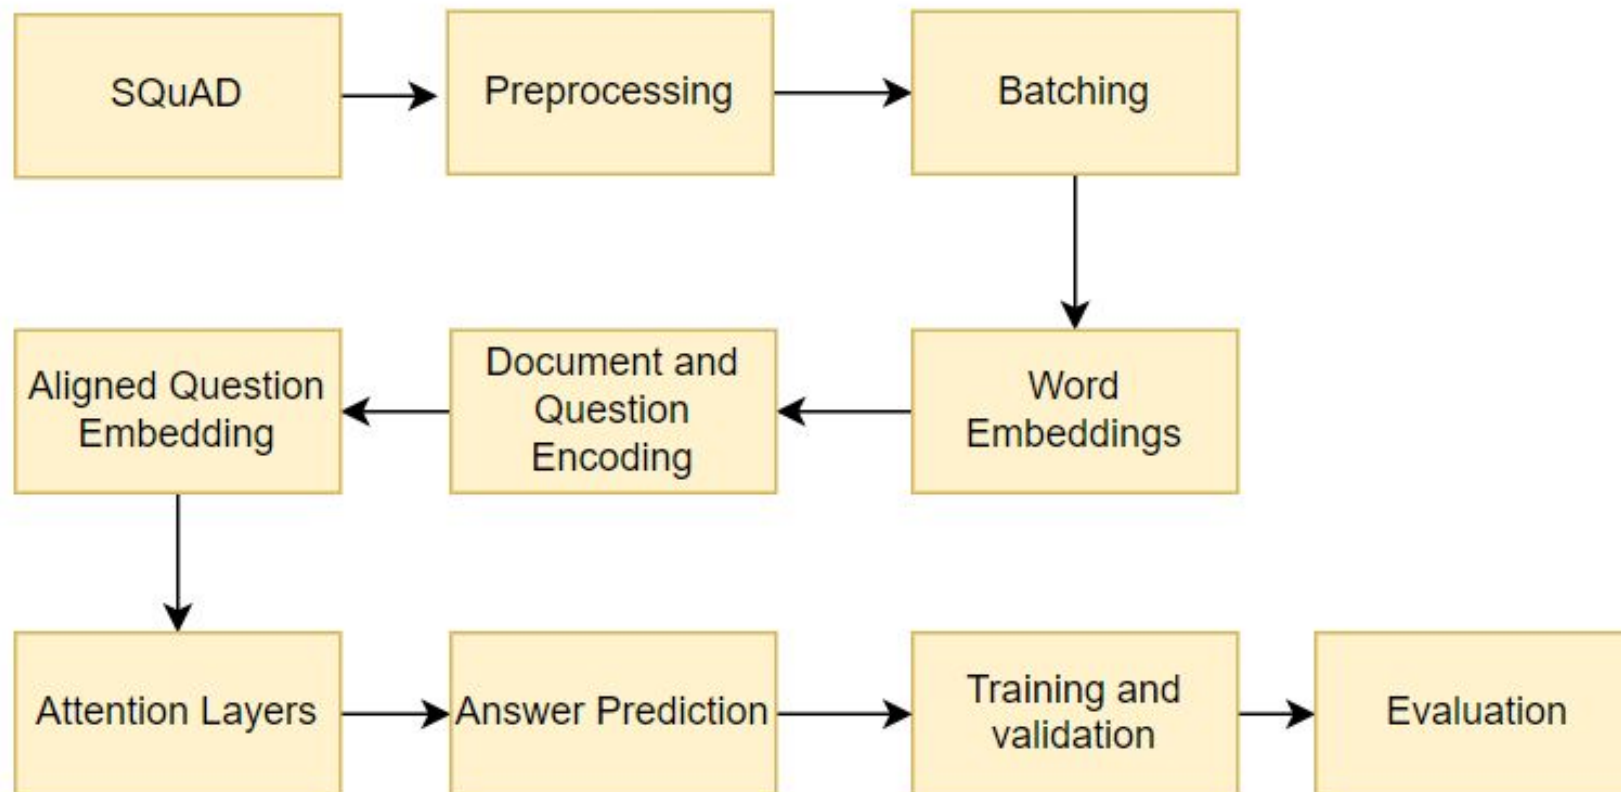 SQuAD
Preprocessing
Batching
Word
Embeddings
Document and
Question
Encoding
Aligned Question
Embedding
Attention Layers
Answer Prediction
Training and
validation
Evaluation